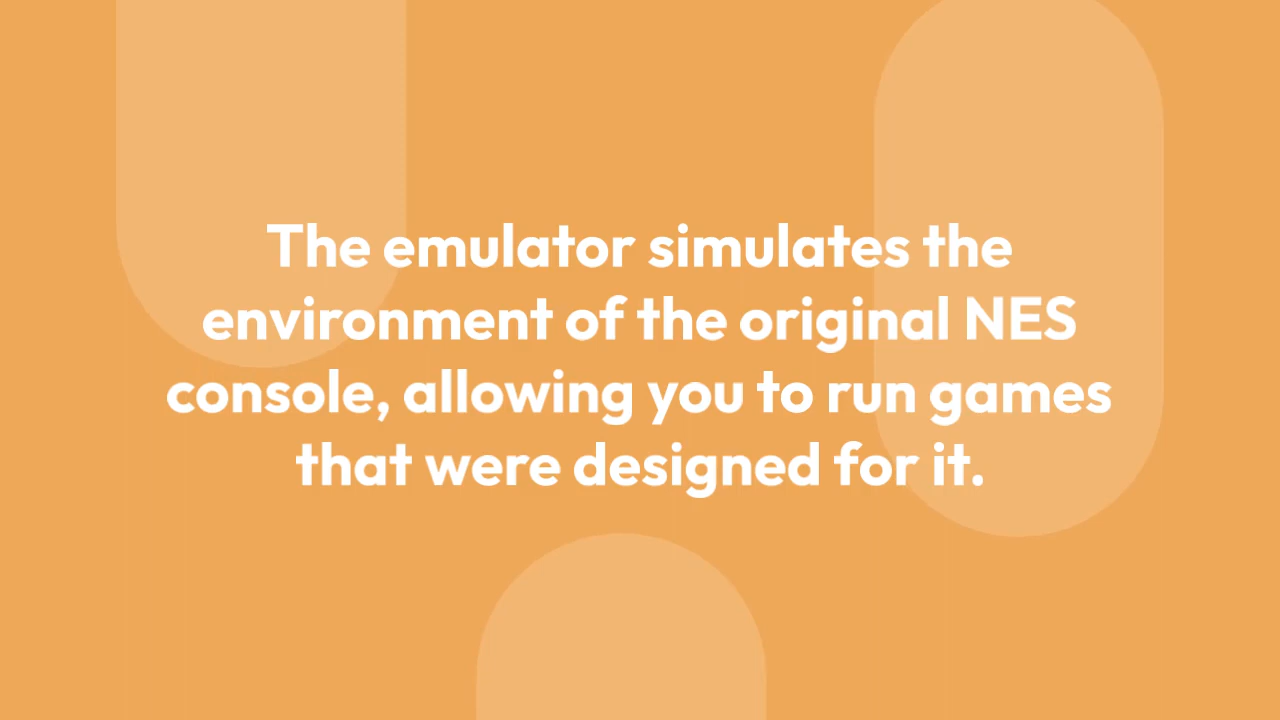 The emulator simulates the
environment of the original NES
console, allowing you to run games
that were designed for it.